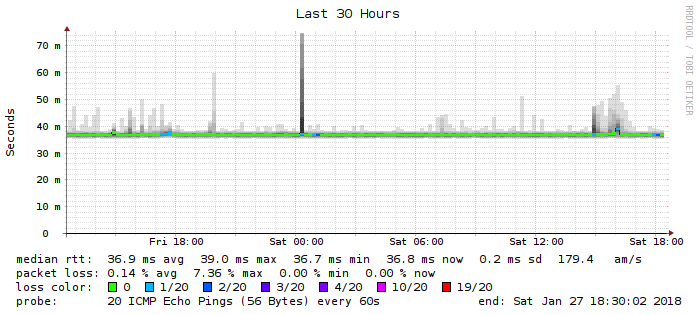 Last 30 Hours
RRDTOOL / TOBI OETIKER
Seconds
70 m
60 m
50 m
40 m
30 m
20 m
10 m
0
Fri 18:00 Sat 00:00 Sat 06:00 Sat 12:00 Sat 18:00
median rtt: 36.9 ms avg 39.0 ms max 36.7 ms min 36.8 ms now 0.2 ms sd 179.4 am/s
packet loss: 0.14 % avg 7.36 % max 0.00 % min 0.00 % now
loss color: 0 1/20 2/20 3/20 4/20 10/20 19/20
probe: 20 ICMP Echo Pings (56 Bytes) every 60s end: Sat Jan 27 18:30:02 2018